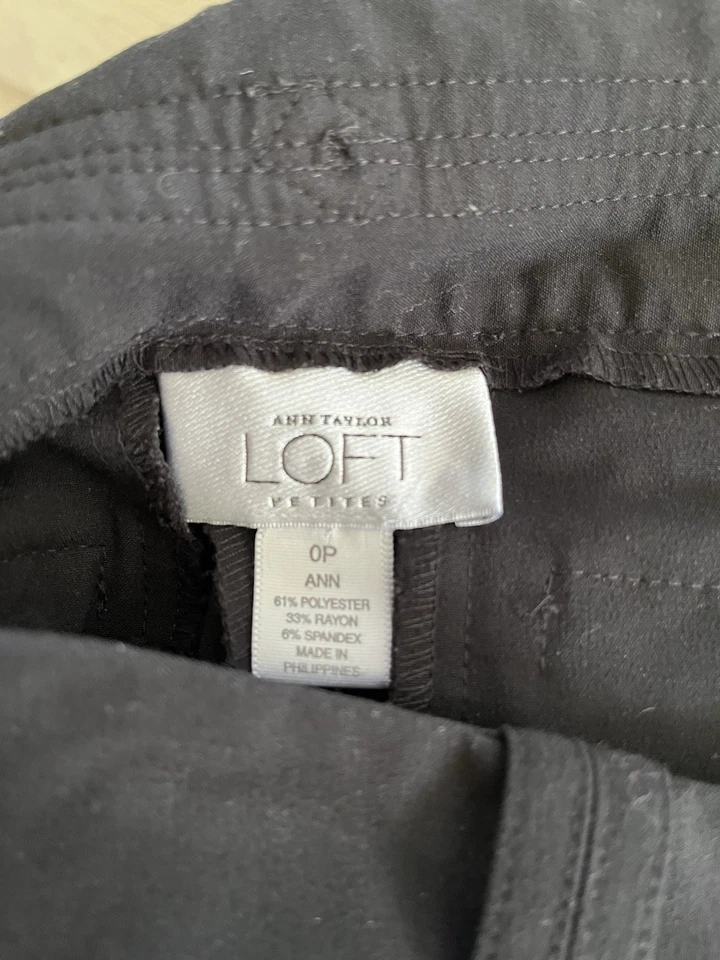 ANN TAYLOR
LOFT
PETITES
0P
ANN
61% POLYESTER
33% RAYON
6% SPANDEX
MADE IN
PHILIPPINES